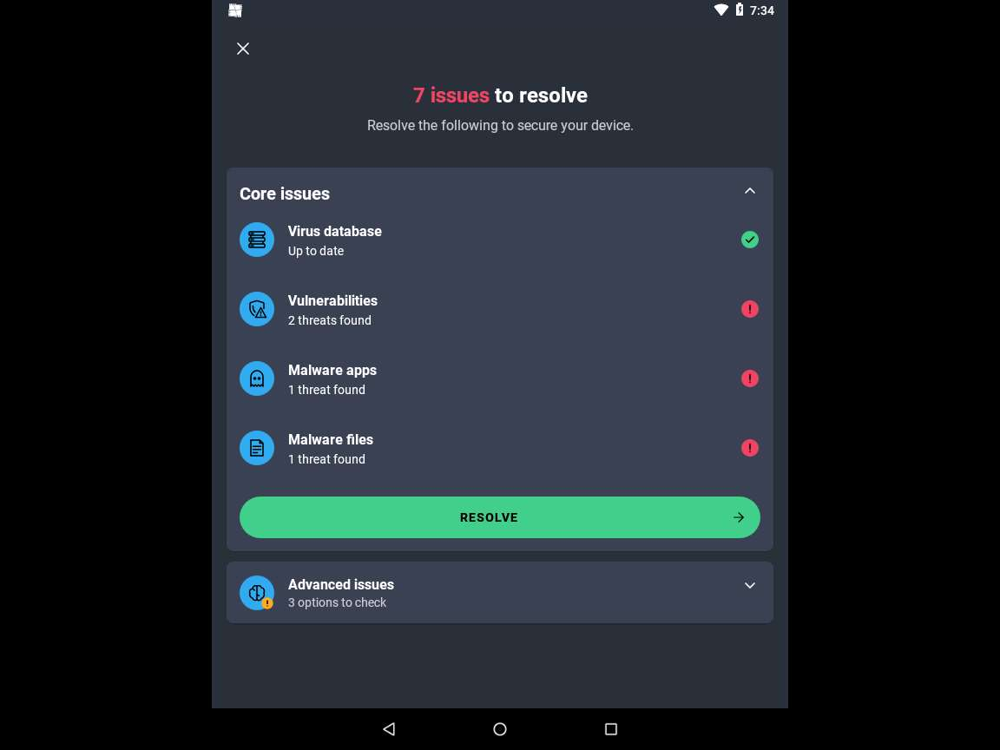 7:34
7 issues to resolve
Resolve the following to secure your device.
Core issues
Virus database
Up to date
Vulnerabilities
2 threats found
Malware apps
1 threat found
Malware files
1 threat found
RESOLVE
Advanced issues
3 options to check